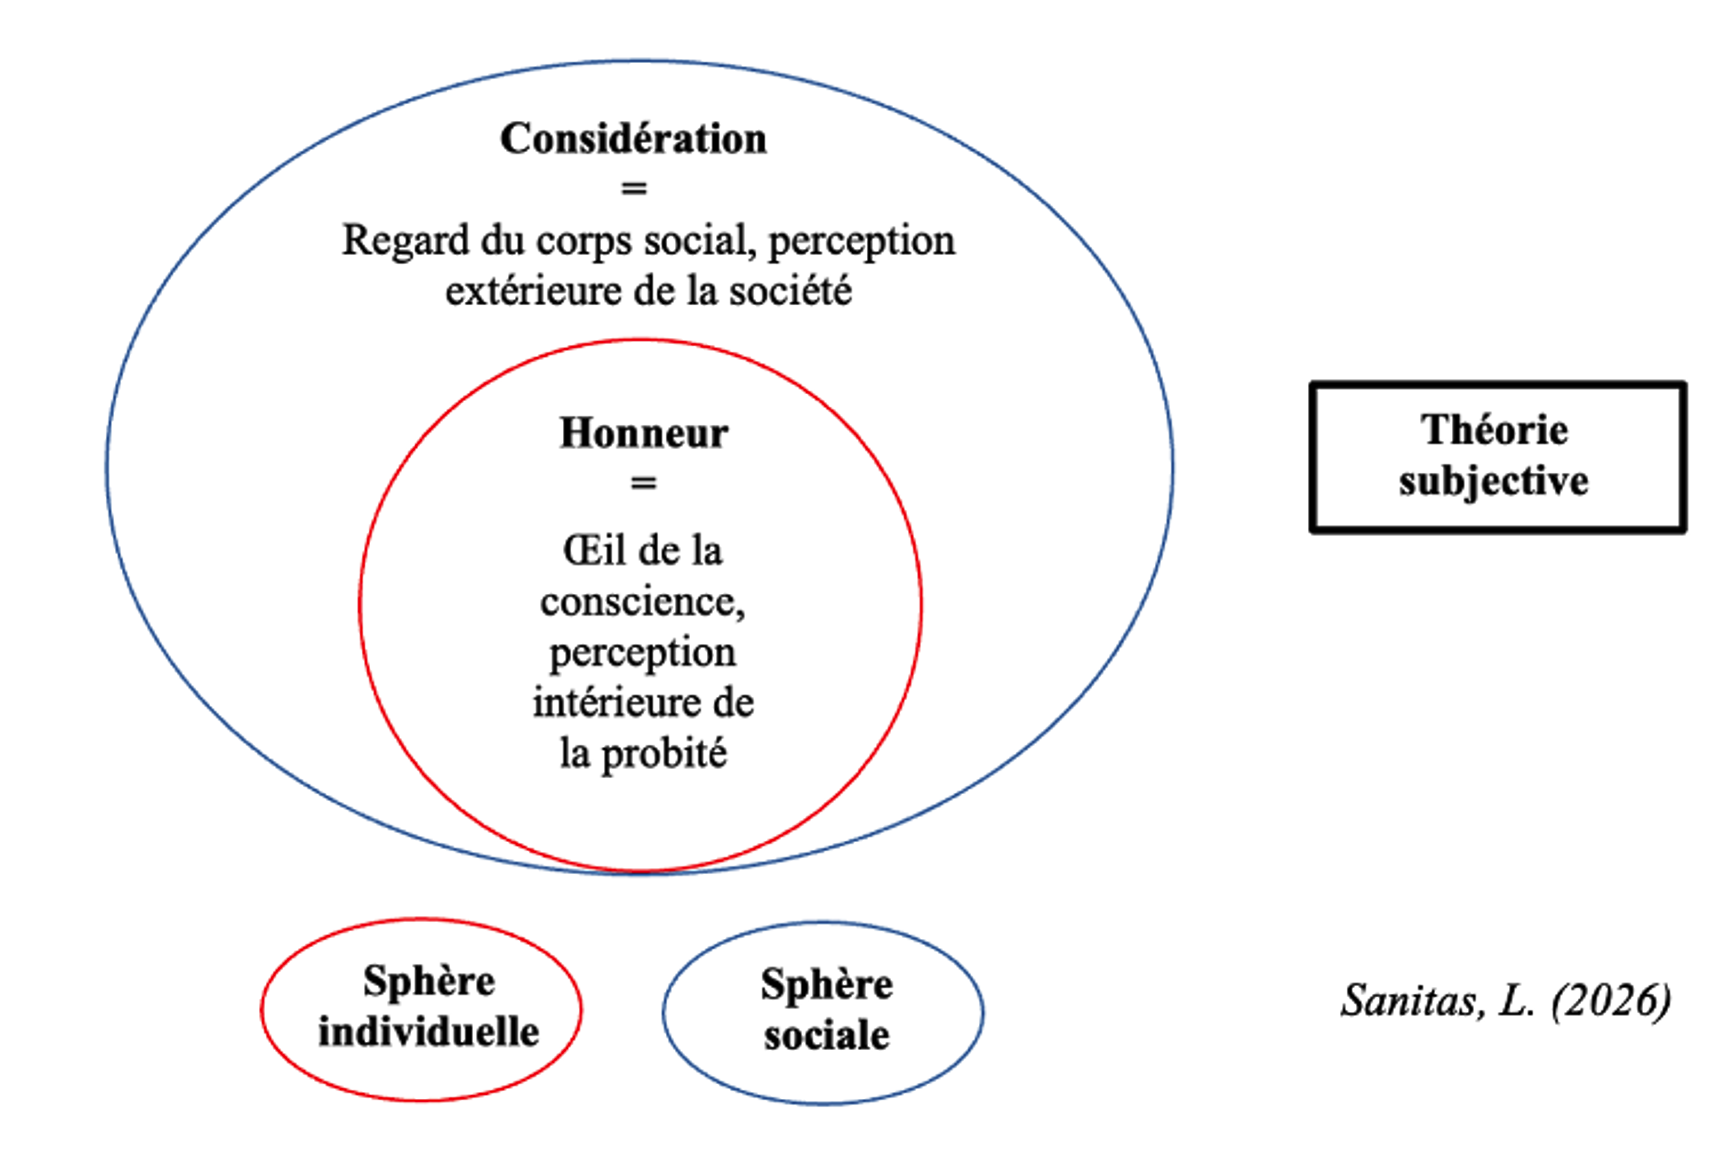 Considération
=
Regard du corps social, perception
extérieure de la société
Honneur
=
Œil de la
conscience,
perception
intérieure de
la probité
Théorie
subjective
Sphère
individuelle
Sphère
sociale
Sanitas, L. (2026)